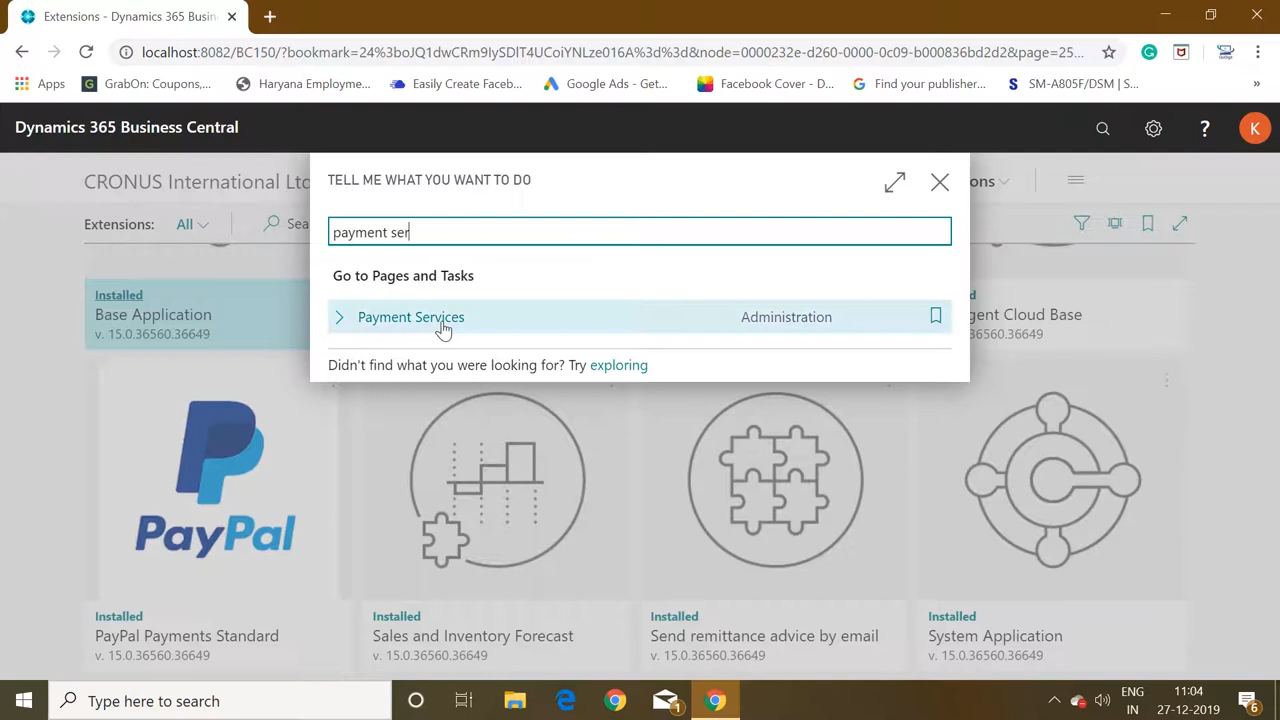 Extensions - Dynamics 365 Busin
localhost:8082/BC150/?bookmark=24%3boJQ1dwCRm9IySDIT4UCoiYNLze016A%3d%3d&node=0000232e-d260-0000-0c09-b000836bd2d2&page=25...
Apps
GrabOn: Coupons,...
Haryana Employme...
Easily Create Faceb...
Google Ads - Get...
Facebook Cover - D...
Find your publisher...
SM-A805F/DSM | S...
»
Dynamics 365 Business Central
?
K
CRONUS International Ltd
TELL ME WHAT YOU WANT TO DO
ons
Extensions: All
Sea
payment ser
Go to Pages and Tasks
Payment Services
Administration
Didn't find what you were looking for? Try exploring
Installed
Base Application
v. 15.0.36560.36649
d
gent Cloud Base
15.0.36560.36649
PayPal
Installed
PayPal Payments Standard
v. 15.0.36560.36649
Installed
Sales and Inventory Forecast
v. 15.0.36560.36649
Installed
Send remittance advice by email
v. 15.0.36560.36649
Installed
System Application
v. 15.0.36560.36649
Type here to search
1
ENG
IN
11:04
27-12-2019
6